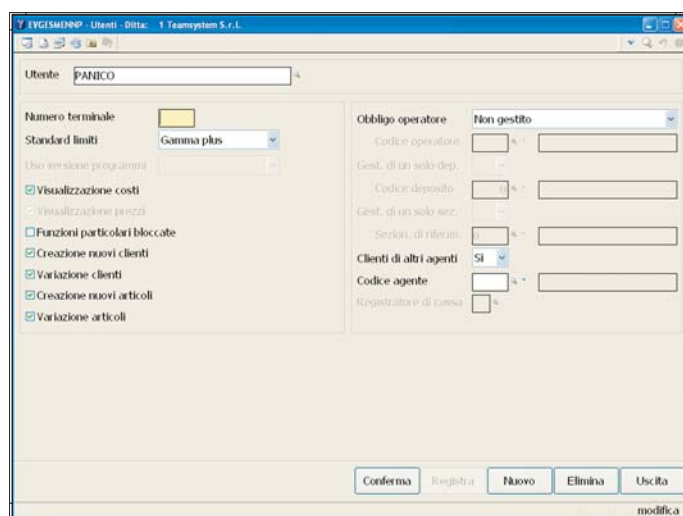 EVGESMENNP - Utenti - Ditta: 1 Teamsystem S.r.l.
Utente PANICO
Numero terminale
Standard limiti Gamma plus
Uso versione programmi
Visualizzazione costi
Visualizzazione prezzi
Funzioni particolari bloccate
Creazione nuovi clienti
Variazione clienti
Creazione nuovi articoli
Variazione articoli
Obbligo operatore Non gestito
Codice operatore
Gest. di un solo dep.
Codice deposito 0
Gest. di un solo sez.
Sezion. di riferim. 0
Clienti di altri agenti Si
Codice agente
Registratore di cassa
Conferma Registra Nuovo Elimina Uscita
modifica